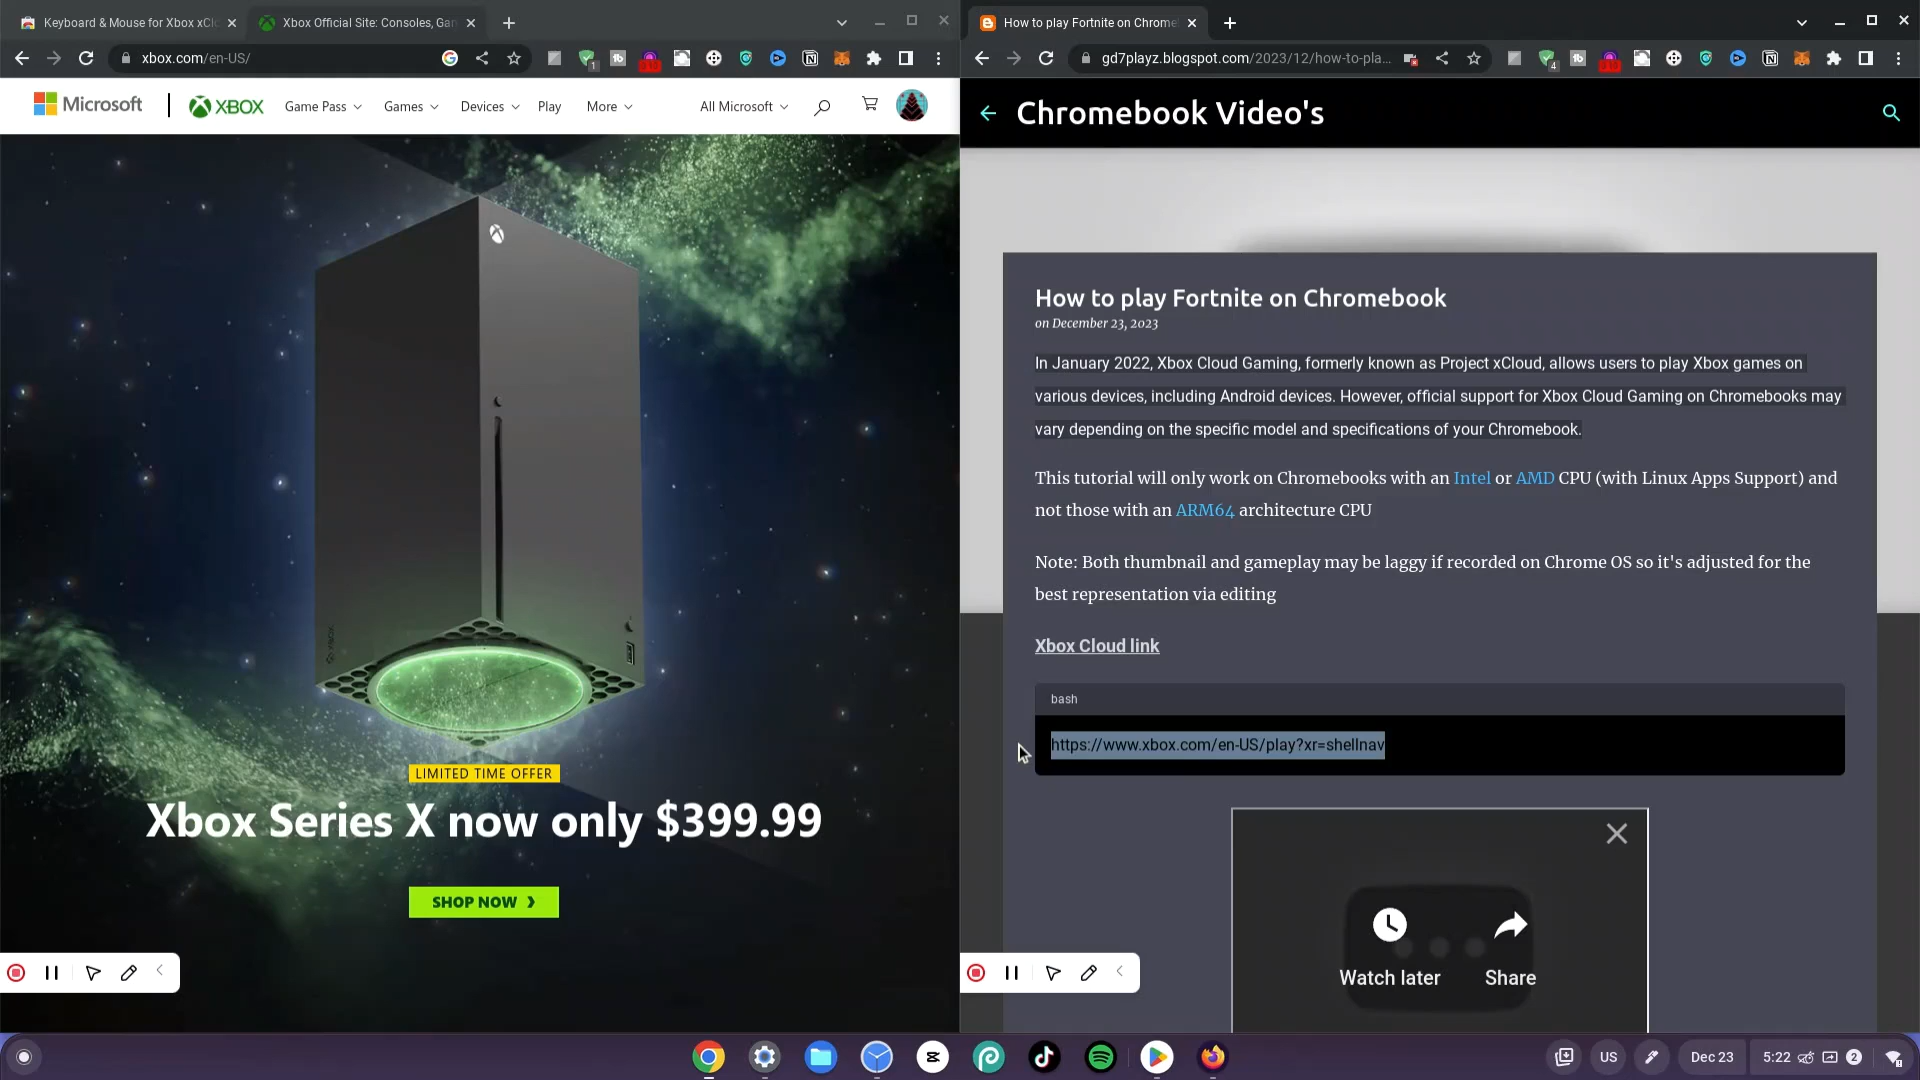 Keyboard & Mouse for Xbox xClo
Xbox Official Site: Consoles, Gam
xbox.com/en-US/
Microsoft
XBOX
Game Pass
Games
Devices
Play
More
All Microsoft
LIMITED TIME OFFER
Xbox Series X now only $399.99
SHOP NOW
How to play Fortnite on Chrome
gd7playz.blogspot.com/2023/12/how-to-pla...
Chromebook Video's
How to play Fortnite on Chromebook
on December 23, 2023
In January 2022, Xbox Cloud Gaming, formerly known as Project xCloud, allows users to play Xbox games on
various devices, including Android devices. However, official support for Xbox Cloud Gaming on Chromebooks may
vary depending on the specific model and specifications of your Chromebook.
This tutorial will only work on Chromebooks with an Intel or AMD CPU (with Linux Apps Support) and
not those with an ARM64 architecture CPU
Note: Both thumbnail and gameplay may be laggy if recorded on Chrome OS so it's adjusted for the
best representation via editing
Xbox Cloud link
bash
https://www.xbox.com/en-US/play?xr=shellnav
Watch later
Share
US
Dec 23
5:22
2